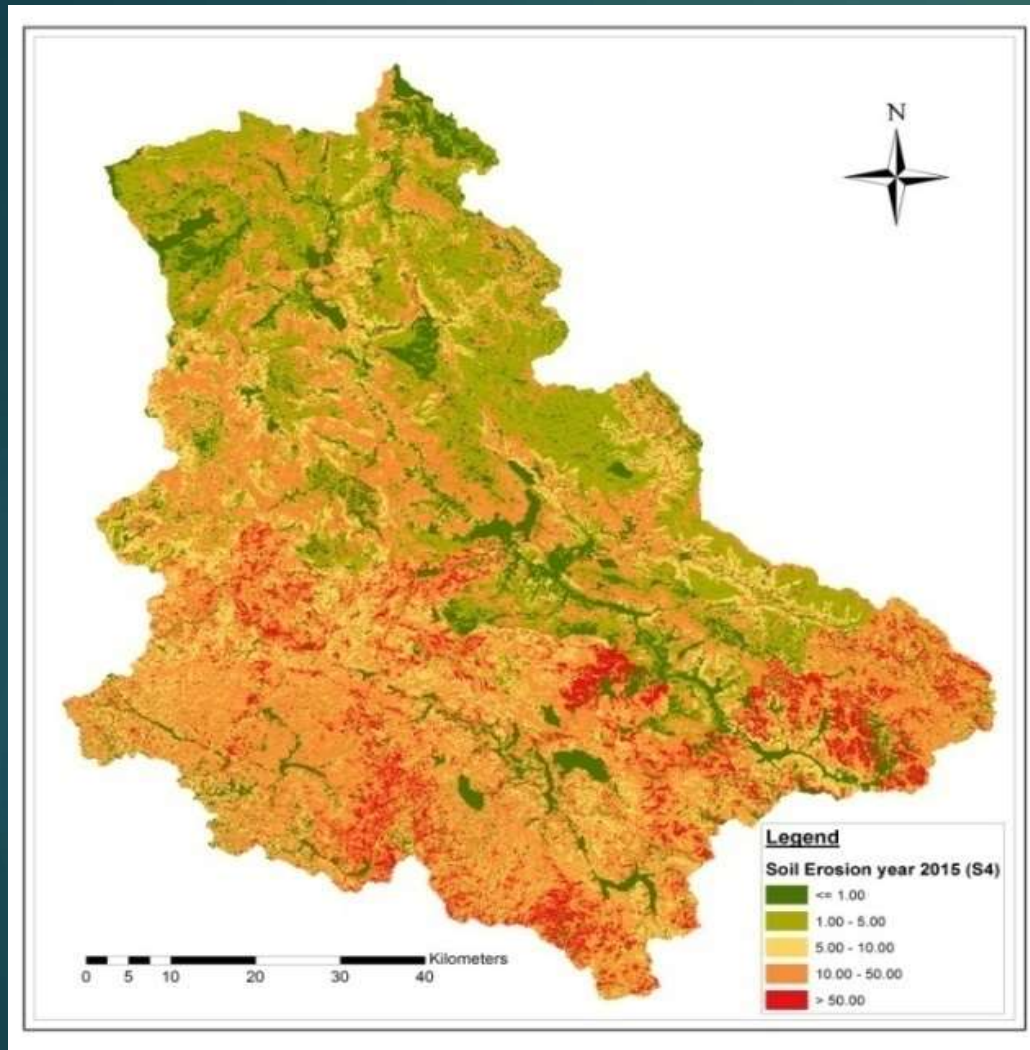 N
Legend
Soil Erosion year 2015 (S4)
<= 1.00
1.00 - 5.00
5.00 - 10.00
10.00 - 50.00
> 50.00
Kilometers
0 5 10 20 30 40